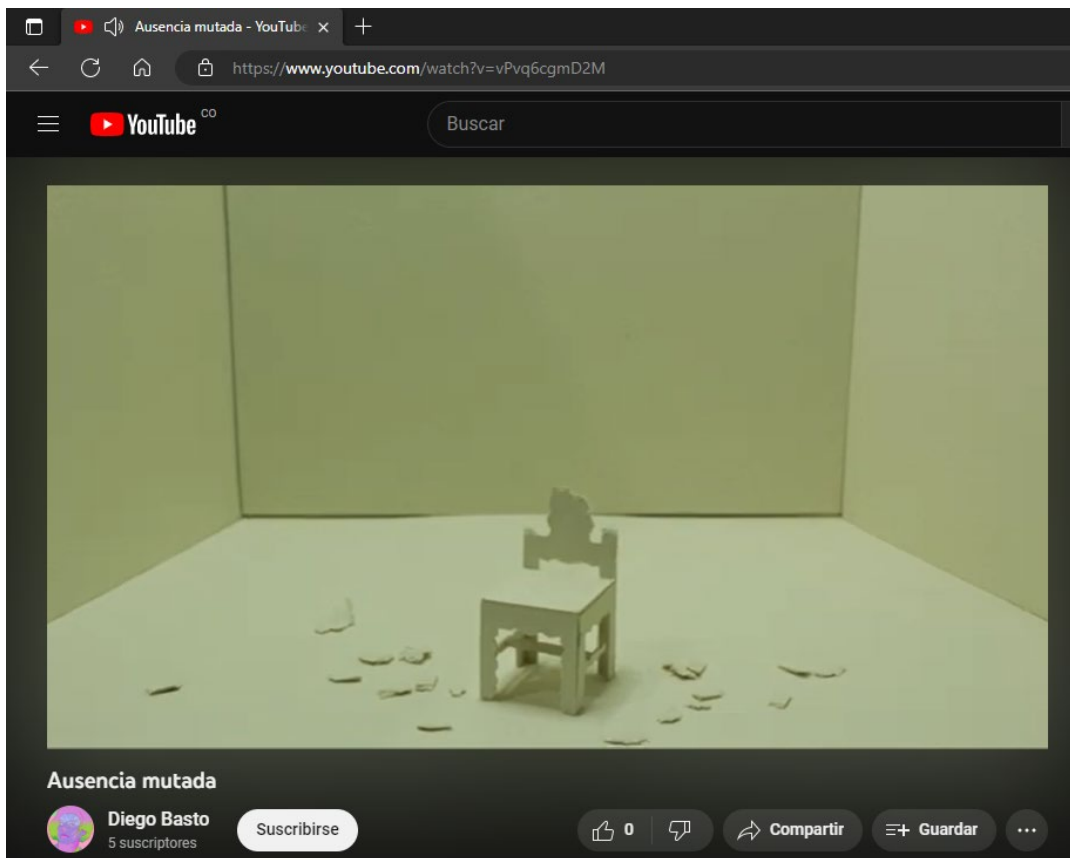 Ausencia mutada - YouTube
https://www.youtube.com/watch?v=vPvq6cgmD2M
YouTube CO
Buscar
Ausencia mutada
Diego Basto
5 suscriptores
Suscribirse
0
Compartir
Guardar